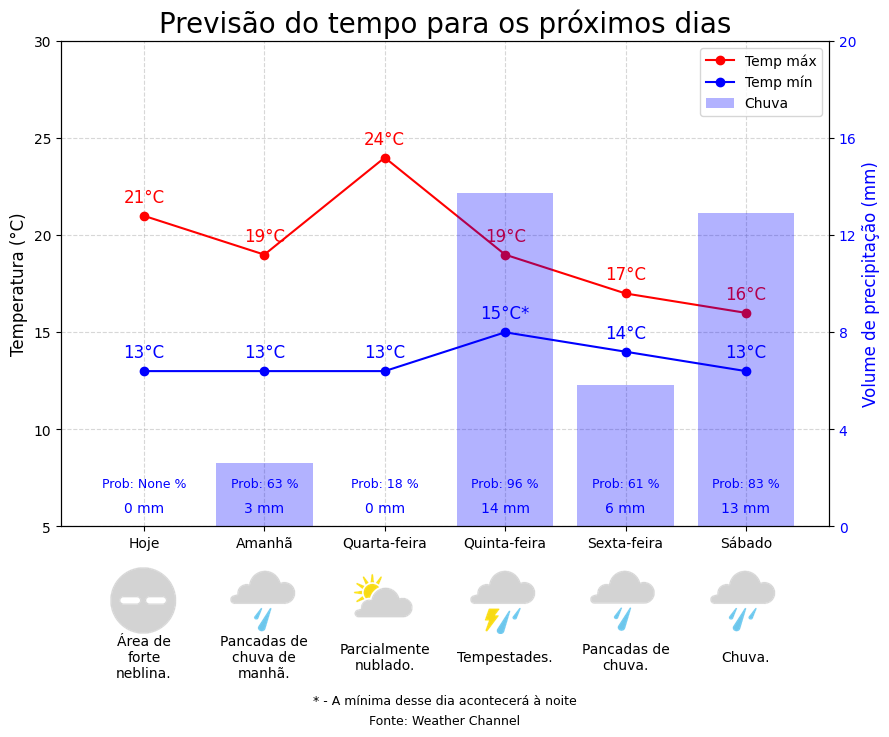 Previsão do tempo para os próximos dias
30
25
20
15
10
5
Temperatura (°C)
20
16
12
8
4
0
Volume de precipitação (mm)
Temp máx
Temp mín
Chuva
21°C
19°C
24°C
19°C
17°C
16°C
13°C
13°C
13°C
15°C*
14°C
13°C
Prob: None %
Prob: 63 %
Prob: 18 %
Prob: 96 %
Prob: 61 %
Prob: 83 %
0 mm
3 mm
0 mm
14 mm
6 mm
13 mm
Hoje
Amanhã
Quarta-feira
Quinta-feira
Sexta-feira
Sábado
Área de
forte
neblina.
Pancadas de
chuva de
manhã.
Parcialmente
nublado.
Tempestades.
Pancadas de
chuva.
Chuva.
* - A mínima desse dia acontecerá à noite
Fonte: Weather Channel